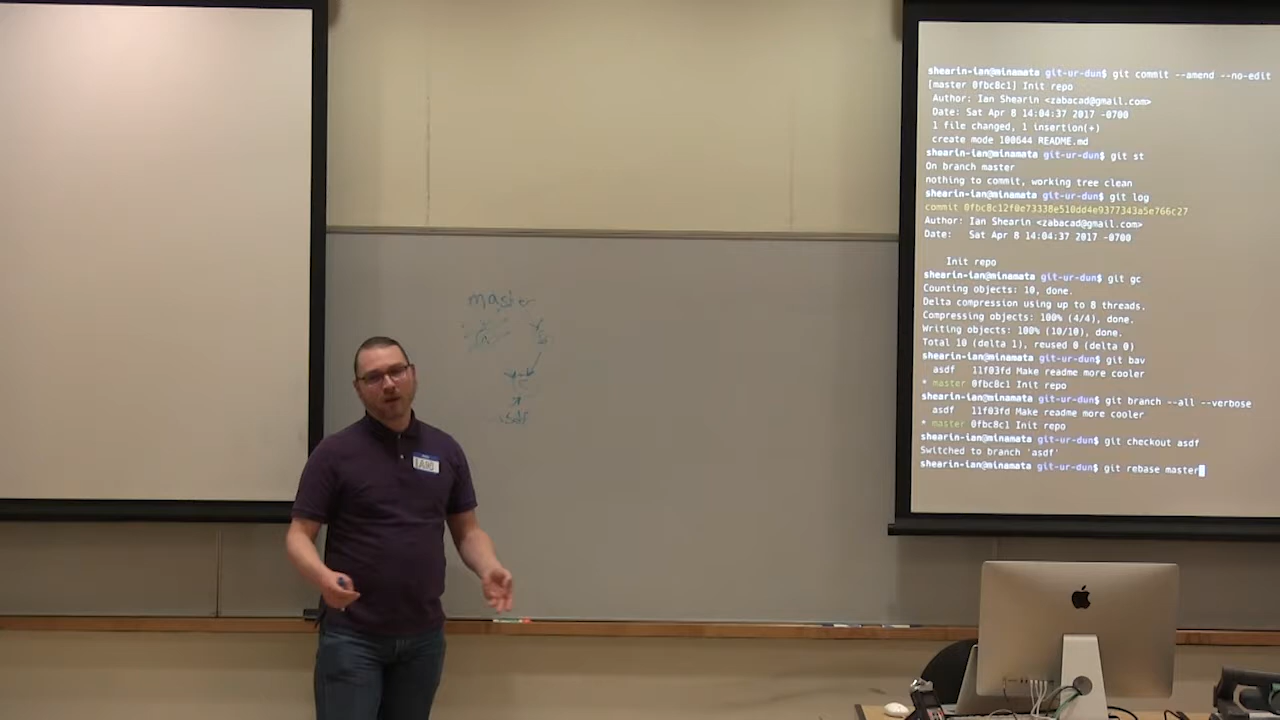 master
IAN
shearin-ian@minamata git-ur-dun$ git commit --amend --no-edit
[master 0fbc8c1] Init repo
Author: Ian Shearin <zabacad@gmail.com>
Date: Sat Apr 8 14:04:37 2017 -0700
1 file changed, 1 insertion(+)
create mode 100644 README.md
shearin-ian@minamata git-ur-dun$ git st
On branch master
nothing to commit, working tree clean
shearin-ian@minamata git-ur-dun$ git log
commit 0fbc8c12f0e73338e510dd4e9377343a5e766c27
Author: Ian Shearin <zabacad@gmail.com>
Date:   Sat Apr 8 14:04:37 2017 -0700
Init repo
shearin-ian@minamata git-ur-dun$ git gc
Counting objects: 10, done.
Delta compression using up to 8 threads.
Compressing objects: 100% (4/4), done.
Writing objects: 100% (10/10), done.
Total 10 (delta 1), reused 0 (delta 0)
shearin-ian@minamata git-ur-dun$ git bav
asdf   11f03fd Make readme more cooler
* master 0fbc8c1 Init repo
shearin-ian@minamata git-ur-dun$ git branch --all --verbose
asdf   11f03fd Make readme more cooler
* master 0fbc8c1 Init repo
shearin-ian@minamata git-ur-dun$ git checkout asdf
Switched to branch 'asdf'
shearin-ian@minamata git-ur-dun$ git rebase master